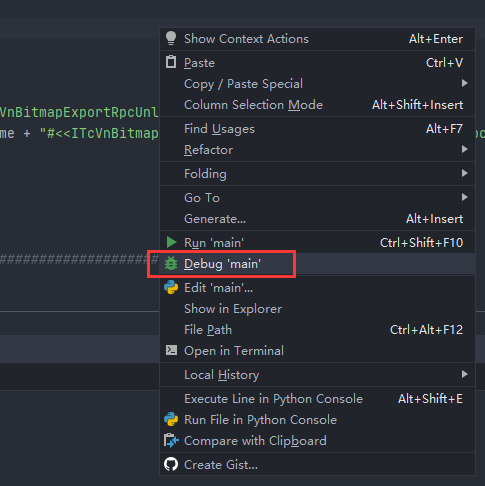 Show Context Actions Alt+Enter
Paste Ctrl+V
Copy / Paste Special
VnBitmapExportRpcUnl
Column Selection Mode Alt+Shift+Insert
Find Usages Alt+F7
me + "#<<ITcVnBitmap
Refactor
Folding
Go To
Generate... Alt+Insert
Run 'main' Ctrl+Shift+F10
#####################
Debug 'main'
Edit 'main'...
Show in Explorer
File Path Ctrl+Alt+F12
Open in Terminal
Local History
Execute Line in Python Console Alt+Shift+E
Run File in Python Console
Compare with Clipboard
Create Gist...